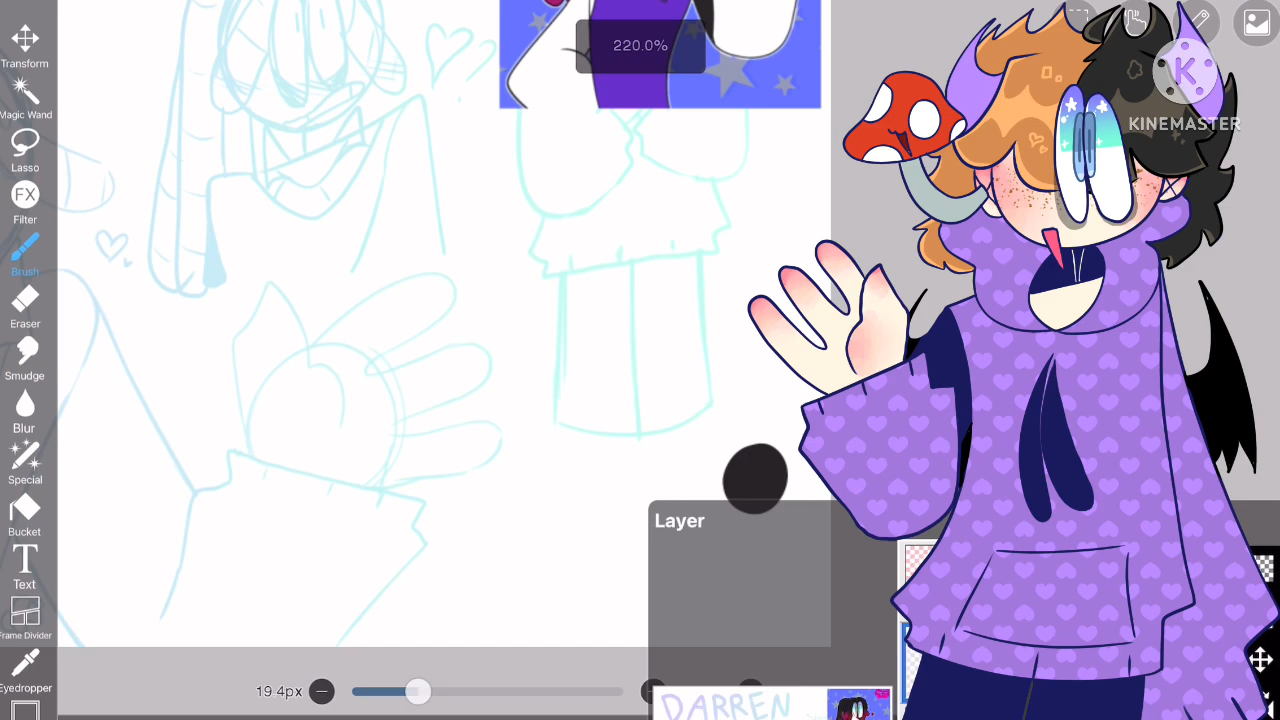 Transform
Magic Wand
Lasso
FX
Filter
Brush
Eraser
Smudge
Blur
Special
Bucket
T
Text
Frame Divider
Eyedropper
220.0%
K
KINEMASTER
Layer
19.4px
DARREN